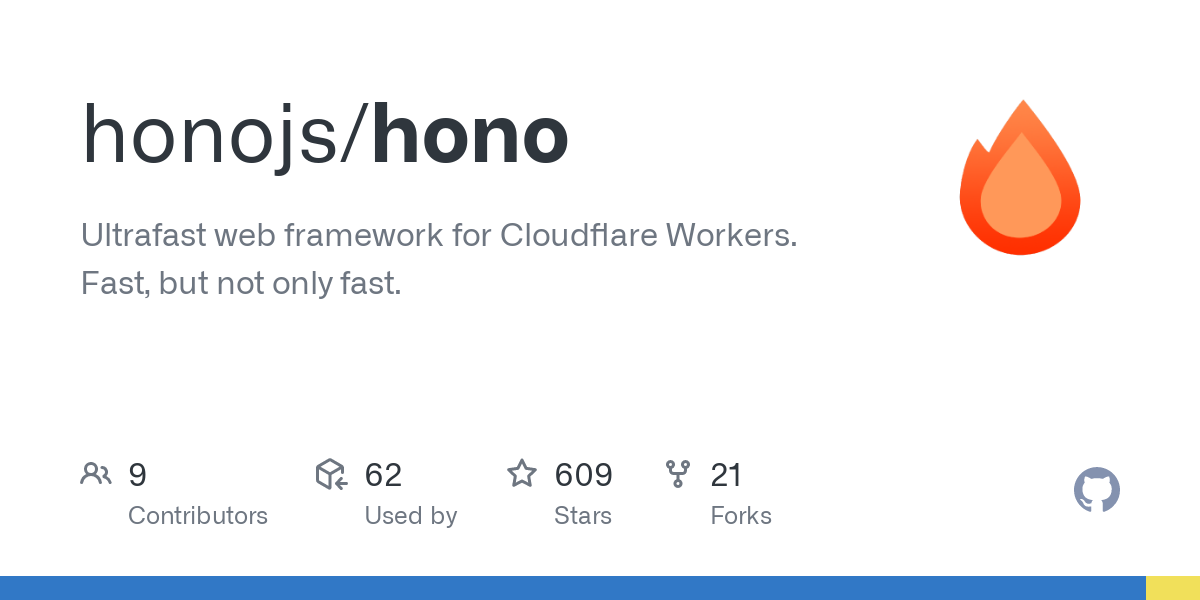 honojs/hono
Ultrafast web framework for Cloudflare Workers.
Fast, but not only fast.
9 62 609 21
Contributors Used by Stars Forks